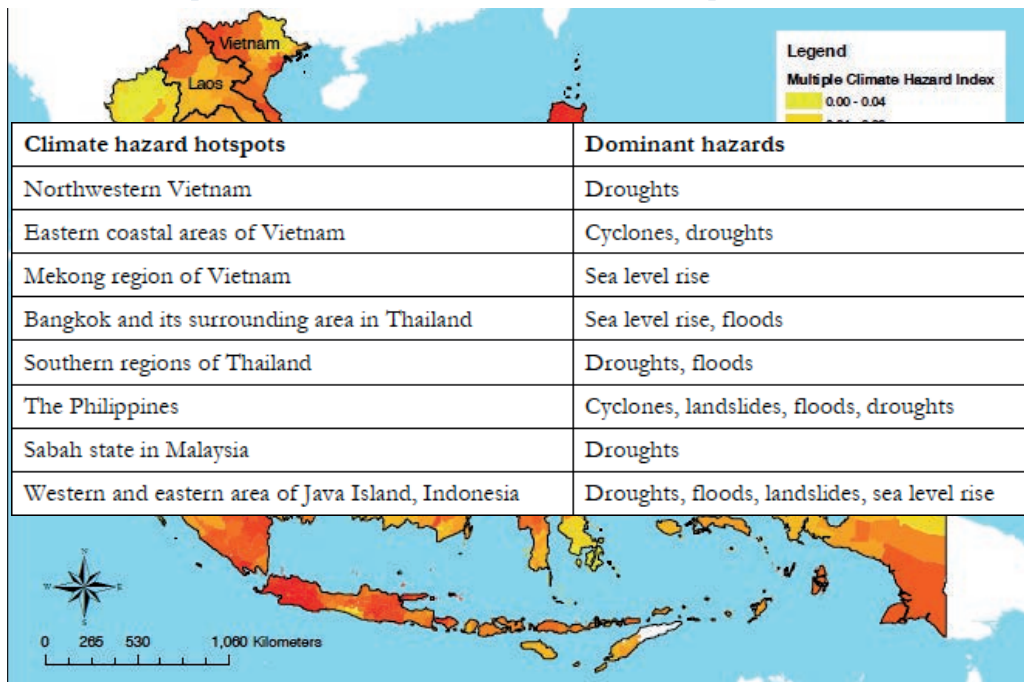 Vietnam
Laos
Legend
Multiple Climate Hazard Index
0.00 - 0.04
Climate hazard hotspots Dominant hazards
Northwestern Vietnam Droughts
Eastern coastal areas of Vietnam Cyclones, droughts
Mekong region of Vietnam Sea level rise
Bangkok and its surrounding area in Thailand Sea level rise, floods
Southern regions of Thailand Droughts, floods
The Philippines Cyclones, landslides, floods, droughts
Sabah state in Malaysia Droughts
Western and eastern area of Java Island, Indonesia Droughts, floods, landslides, sea level rise
N
W E
S
0 265 530 1,060 Kilometers